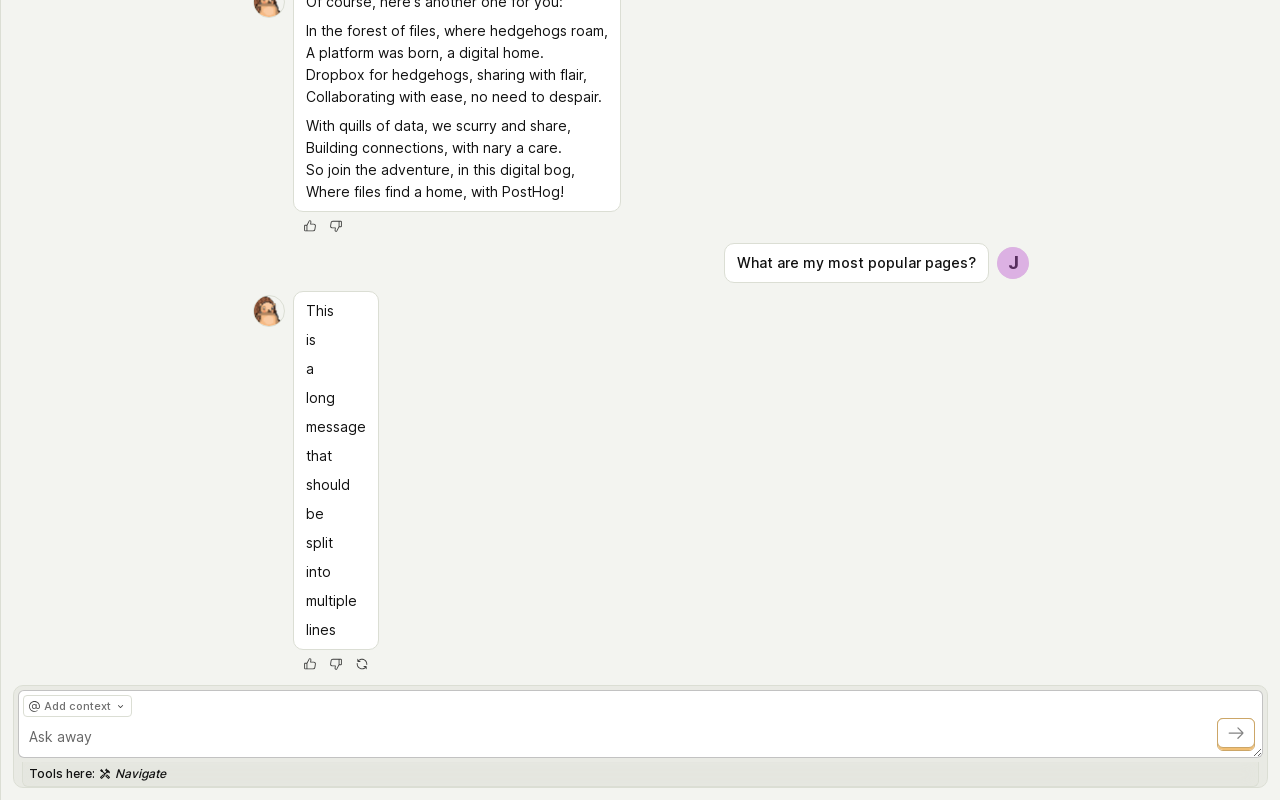 Of course, here's another one for you:
In the forest of files, where hedgehogs roam,
A platform was born, a digital home.
Dropbox for hedgehogs, sharing with flair,
Collaborating with ease, no need to despair.
With quills of data, we scurry and share,
Building connections, with nary a care.
So join the adventure, in this digital bog,
Where files find a home, with PostHog!
What are my most popular pages?
J
This
is
a
long
message
that
should
be
split
into
multiple
lines
@ Add context
Ask away
Tools here: Navigate